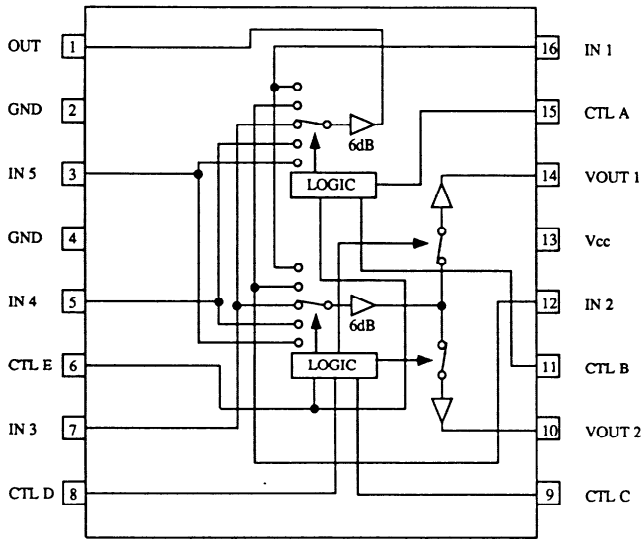 OUT 1 16 IN 1
GND 2 15 CTL A
6dB
IN 5 3 14 VOUT 1
LOGIC
GND 4 13 Vcc
IN 4 5 12 IN 2
6dB
CTL E 6 11 CTL B
LOGIC
IN 3 7 10 VOUT 2
CTL D 8 9 CTL C